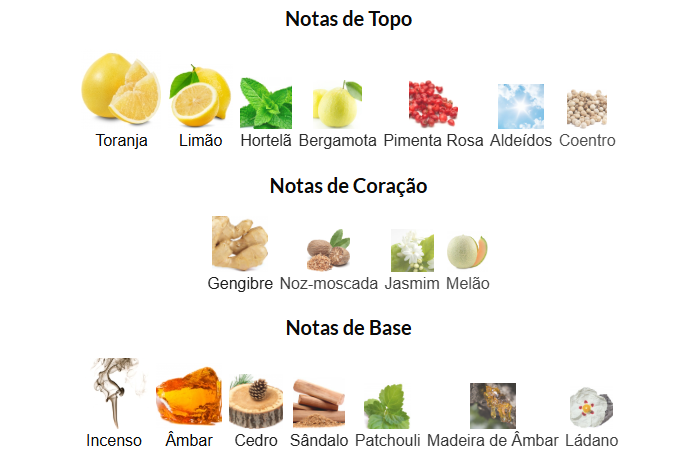 Notas de Topo
Toranja Limão Hortelã Bergamota Pimenta Rosa Aldeídos Coentro
Notas de Coração
Gengibre Noz-moscada Jasmim Melão
Notas de Base
Incenso Âmbar Cedro Sândalo Patchouli Madeira de Âmbar Ládano